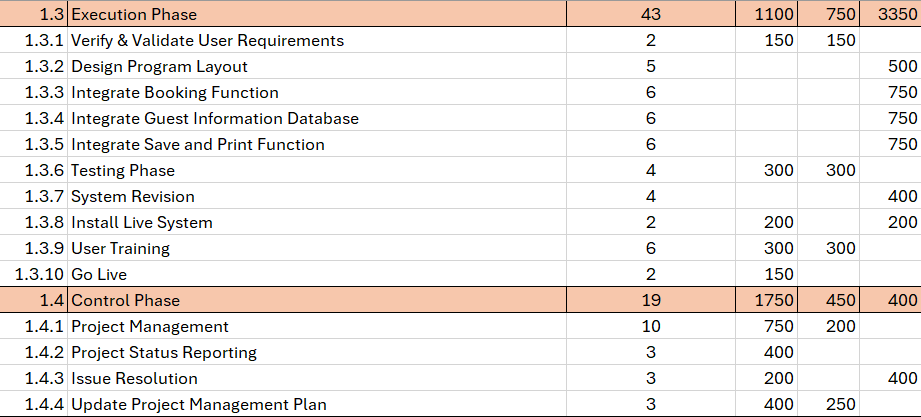 1.3 Execution Phase 43 1100 750 3350
1.3.1 Verify & Validate User Requirements 2 150 150
1.3.2 Design Program Layout 5 500
1.3.3 Integrate Booking Function 6 750
1.3.4 Integrate Guest Information Database 6 750
1.3.5 Integrate Save and Print Function 6 750
1.3.6 Testing Phase 4 300 300
1.3.7 System Revision 4 400
1.3.8 Install Live System 2 200 200
1.3.9 User Training 6 300 300
1.3.10 Go Live 2 150
1.4 Control Phase 19 1750 450 400
1.4.1 Project Management 10 750 200
1.4.2 Project Status Reporting 3 400
1.4.3 Issue Resolution 3 200 400
1.4.4 Update Project Management Plan 3 400 250